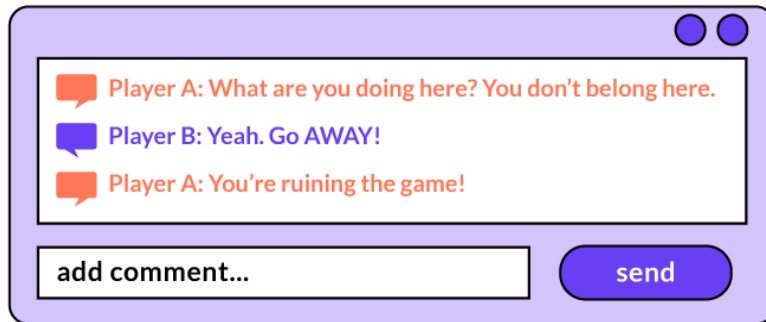 Player A: What are you doing here? You don’t belong here.
Player B: Yeah. Go AWAY!
Player A: You’re ruining the game!
add comment...
send